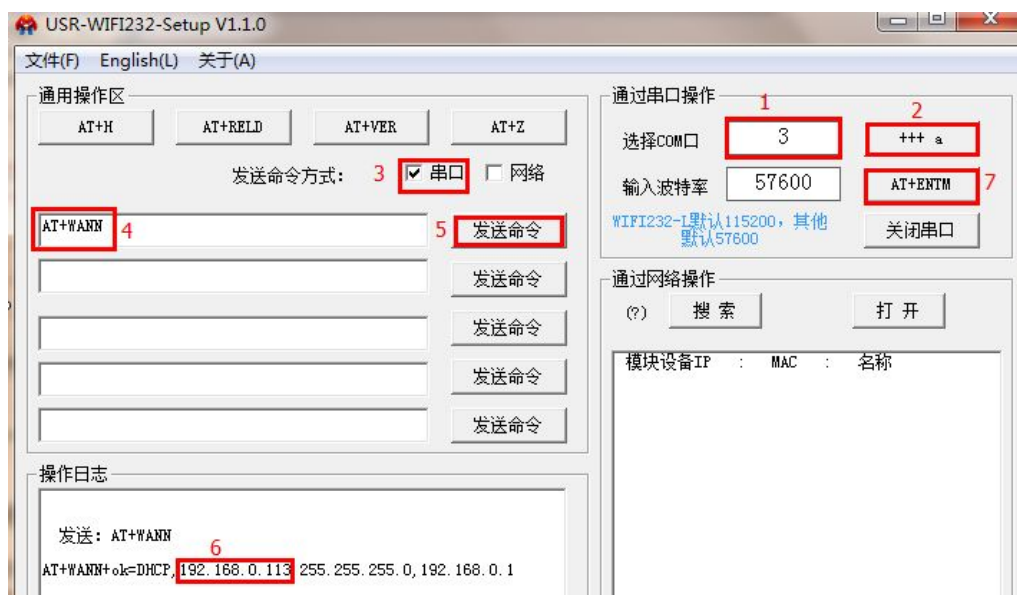 USR-WIFI232-Setup V1.1.0
文件(F) English(L) 关于(A)
通用操作区
AT+H AT+RELD AT+VER AT+Z
发送命令方式: 3 串口 网络
AT+WANN 4 5 发送命令
发送命令
发送命令
发送命令
发送命令
操作日志
发送: AT+WANN
6
AT+WANN+ok=DHCP,192.168.0.113,255.255.255.0,192.168.0.1
通过串口操作
1 2
选择COM口 3 +++ a
输入波特率 57600 AT+ENTM 7
WIFI232-L默认115200，其他
默认57600
关闭串口
通过网络操作
(?) 搜 索 打 开
模块设备IP : MAC : 名称